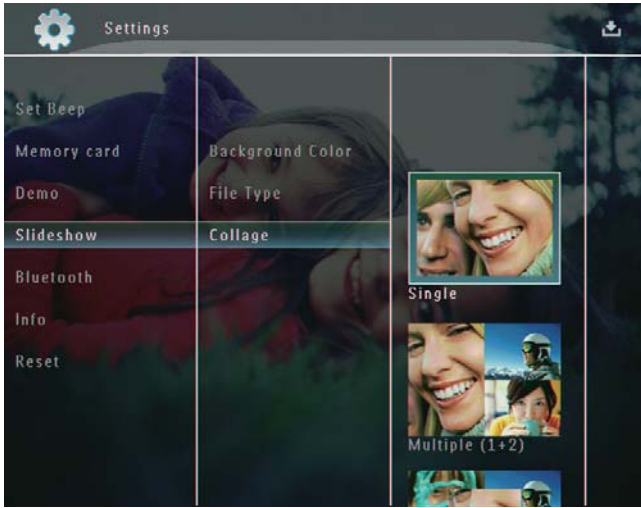 Settings
Set Beep
Memory card
Demo
Slideshow
Bluetooth
Info
Reset
Background Color
File Type
Collage
Single
Multiple (1+2)